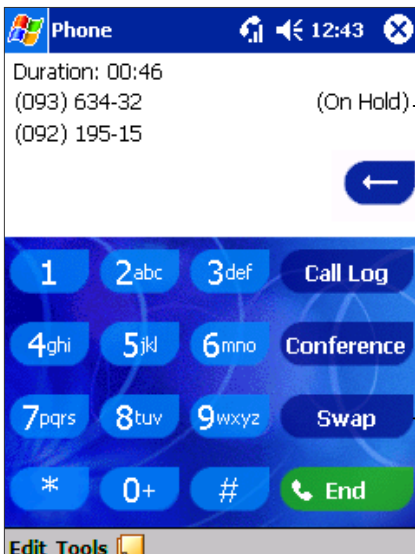 Phone 12:43
Duration: 00:46
(093) 634-32 (On Hold)
(092) 195-15
1 2abc 3def Call Log
4ghi 5jkl 6mno Conference
7pqrs 8tuv 9wxyz Swap
* 0+ # End
Edit Tools